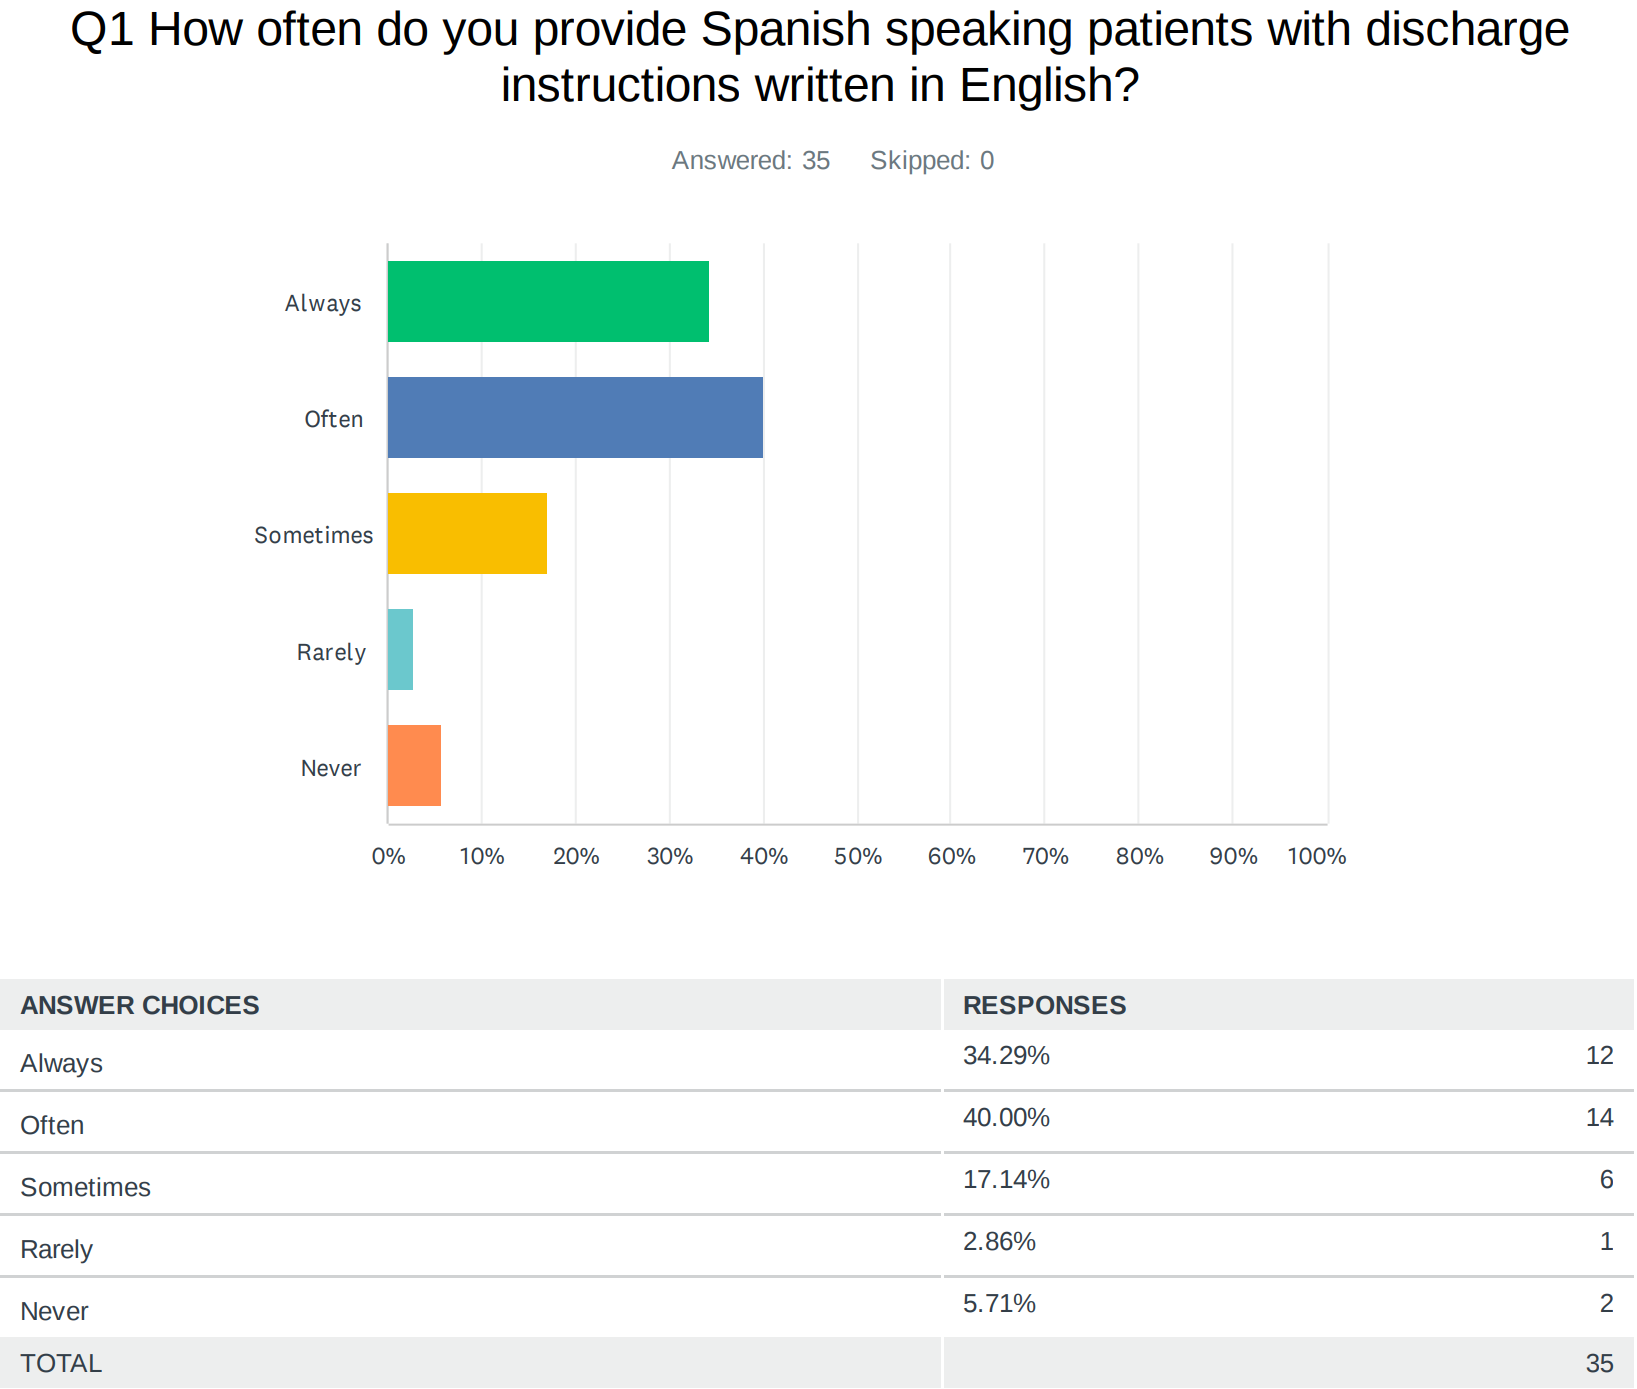 Q1 How often do you provide Spanish speaking patients with discharge
instructions written in English?
Answered: 35 Skipped: 0
Always
Often
Sometimes
Rarely
Never
0% 10% 20% 30% 40% 50% 60% 70% 80% 90% 100%
ANSWER CHOICES RESPONSES
Always 34.29% 12
Often 40.00% 14
Sometimes 17.14% 6
Rarely 2.86% 1
Never 5.71% 2
TOTAL 35